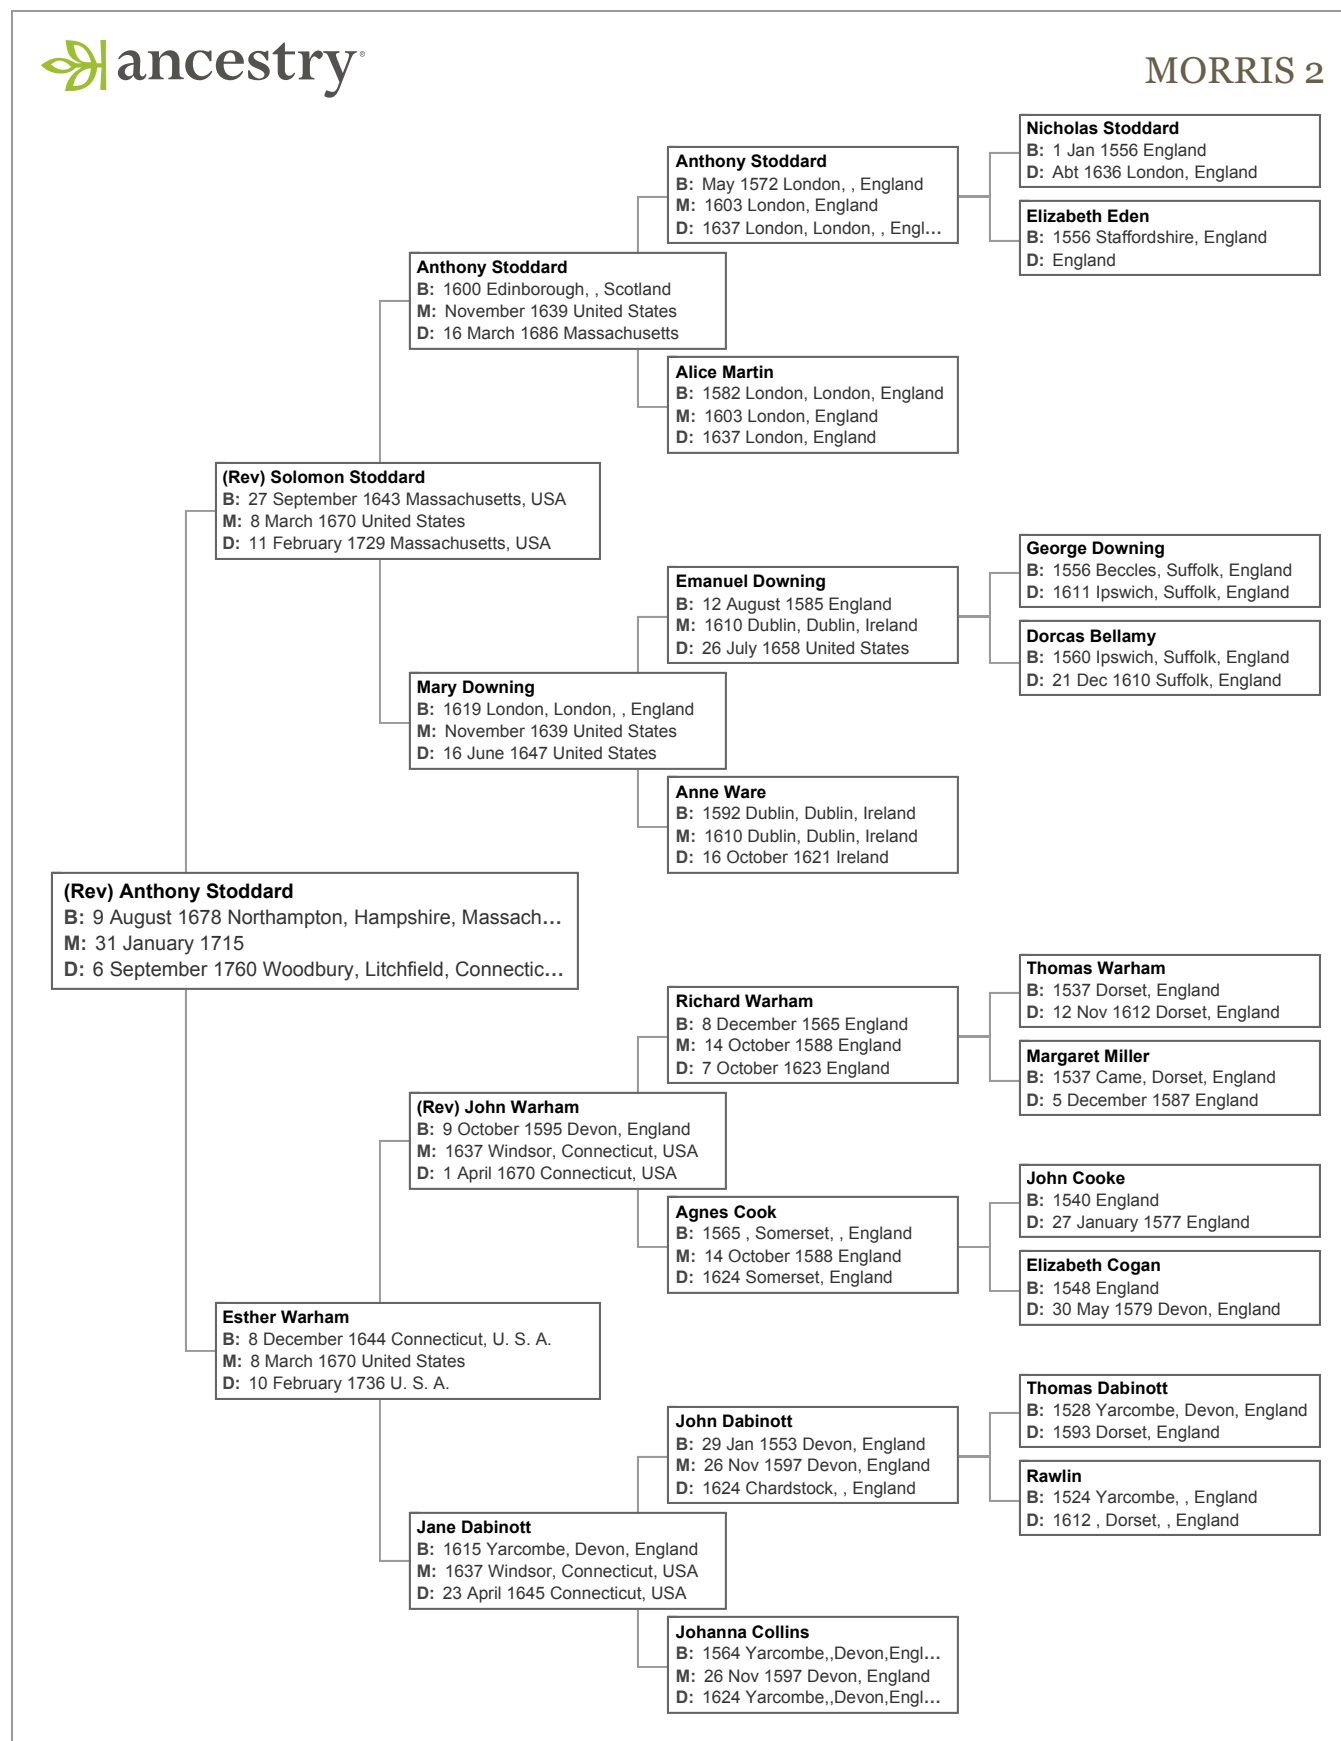 ancestry
MORRIS 2
Nicholas Stoddard
B: 1 Jan 1556 England
D: Abt 1636 London, England
Anthony Stoddard
B: May 1572 London, , England
M: 1603 London, England
D: 1637 London, London, , Engl...
Elizabeth Eden
B: 1556 Staffordshire, England
D: England
Anthony Stoddard
B: 1600 Edinborough, , Scotland
M: November 1639 United States
D: 16 March 1686 Massachusetts
Alice Martin
B: 1582 London, London, England
M: 1603 London, England
D: 1637 London, England
(Rev) Solomon Stoddard
B: 27 September 1643 Massachusetts, USA
M: 8 March 1670 United States
D: 11 February 1729 Massachusetts, USA
George Downing
B: 1556 Beccles, Suffolk, England
D: 1611 Ipswich, Suffolk, England
Emanuel Downing
B: 12 August 1585 England
M: 1610 Dublin, Dublin, Ireland
D: 26 July 1658 United States
Dorcas Bellamy
B: 1560 Ipswich, Suffolk, England
D: 21 Dec 1610 Suffolk, England
Mary Downing
B: 1619 London, London, , England
M: November 1639 United States
D: 16 June 1647 United States
Anne Ware
B: 1592 Dublin, Dublin, Ireland
M: 1610 Dublin, Dublin, Ireland
D: 16 October 1621 Ireland
(Rev) Anthony Stoddard
B: 9 August 1678 Northampton, Hampshire, Massach...
M: 31 January 1715
D: 6 September 1760 Woodbury, Litchfield, Connectic...
Thomas Warham
B: 1537 Dorset, England
D: 12 Nov 1612 Dorset, England
Richard Warham
B: 8 December 1565 England
M: 14 October 1588 England
D: 7 October 1623 England
Margaret Miller
B: 1537 Came, Dorset, England
D: 5 December 1587 England
(Rev) John Warham
B: 9 October 1595 Devon, England
M: 1637 Windsor, Connecticut, USA
D: 1 April 1670 Connecticut, USA
John Cooke
B: 1540 England
D: 27 January 1577 England
Agnes Cook
B: 1565 , Somerset, , England
M: 14 October 1588 England
D: 1624 Somerset, England
Elizabeth Cogan
B: 1548 England
D: 30 May 1579 Devon, England
Esther Warham
B: 8 December 1644 Connecticut, U. S. A.
M: 8 March 1670 United States
D: 10 February 1736 U. S. A.
Thomas Dabinott
B: 1528 Yarcombe, Devon, England
D: 1593 Dorset, England
John Dabinott
B: 29 Jan 1553 Devon, England
M: 26 Nov 1597 Devon, England
D: 1624 Chardstock, , England
Rawlin
B: 1524 Yarcombe, , England
D: 1612 , Dorset, , England
Jane Dabinott
B: 1615 Yarcombe, Devon, England
M: 1637 Windsor, Connecticut, USA
D: 23 April 1645 Connecticut, USA
Johanna Collins
B: 1564 Yarcombe,,Devon,Engl...
M: 26 Nov 1597 Devon, England
D: 1624 Yarcombe,,Devon,Engl...